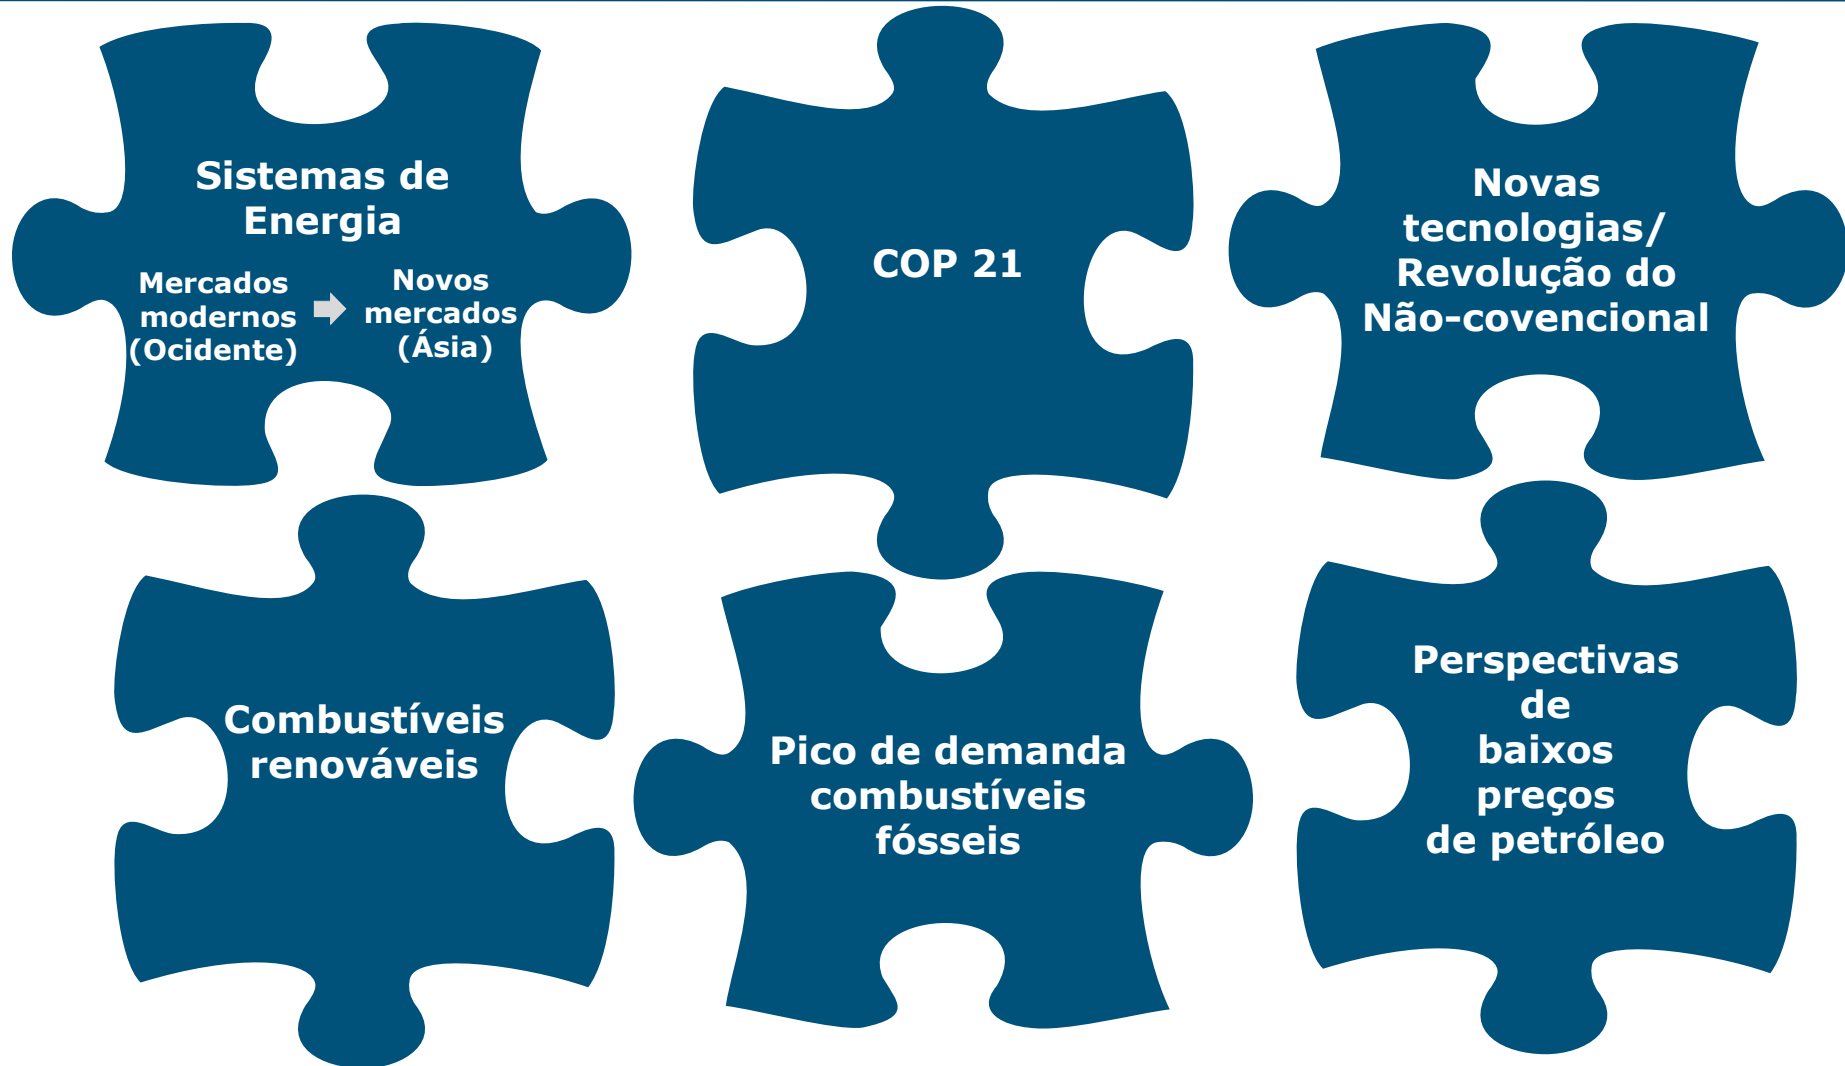 Sistemas de
Energia
Mercados
modernos
(Ocidente)
Novos
mercados
(Ásia)
COP 21
Novas
tecnologias/
Revolução do
Não-covencional
Combustíveis
renováveis
Pico de demanda
combustíveis
fósseis
Perspectivas
de
baixos
preços
de petróleo